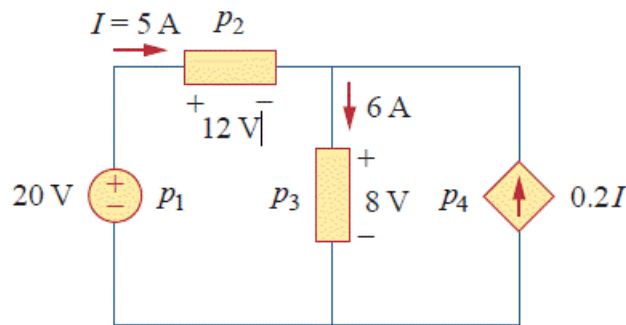 I = 5 A
p2
+ −
12 V
6 A
20 V
+
−
p1
p3
+
8 V
−
p4
0.2I